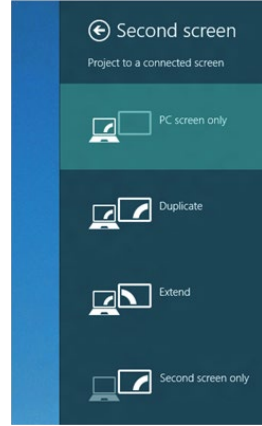 Second screen
Project to a connected screen
PC screen only
Duplicate
Extend
Second screen only